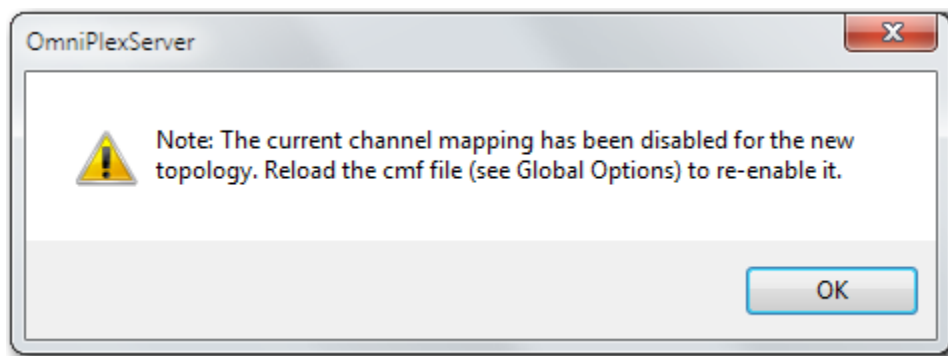 OmniPlexServer
Note: The current channel mapping has been disabled for the new
topology. Reload the cmf file (see Global Options) to re-enable it.
OK